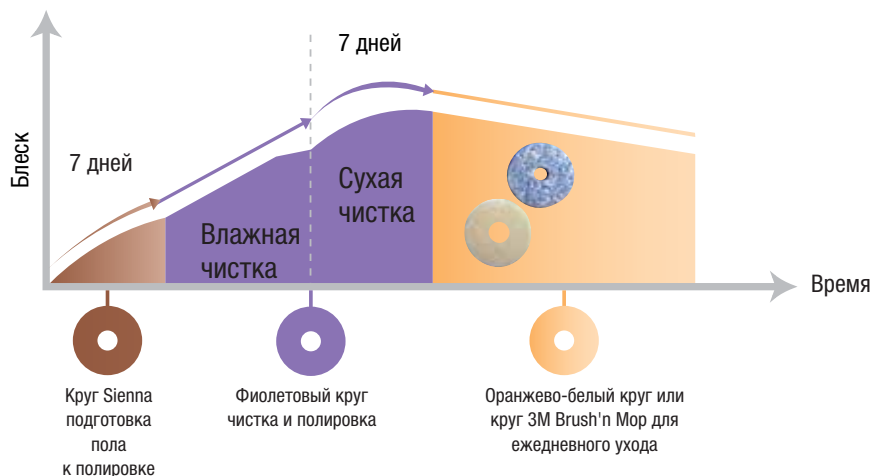 7 дней
7 дней
Блеск
Влажная
чистка
Сухая
чистка
Время
Круг Sienna
подготовка
пола
к полировке
Фиолетовый круг
чистка и полировка
Оранжево-белый круг или
круг 3M Brush'n Mop для
ежедневного ухода